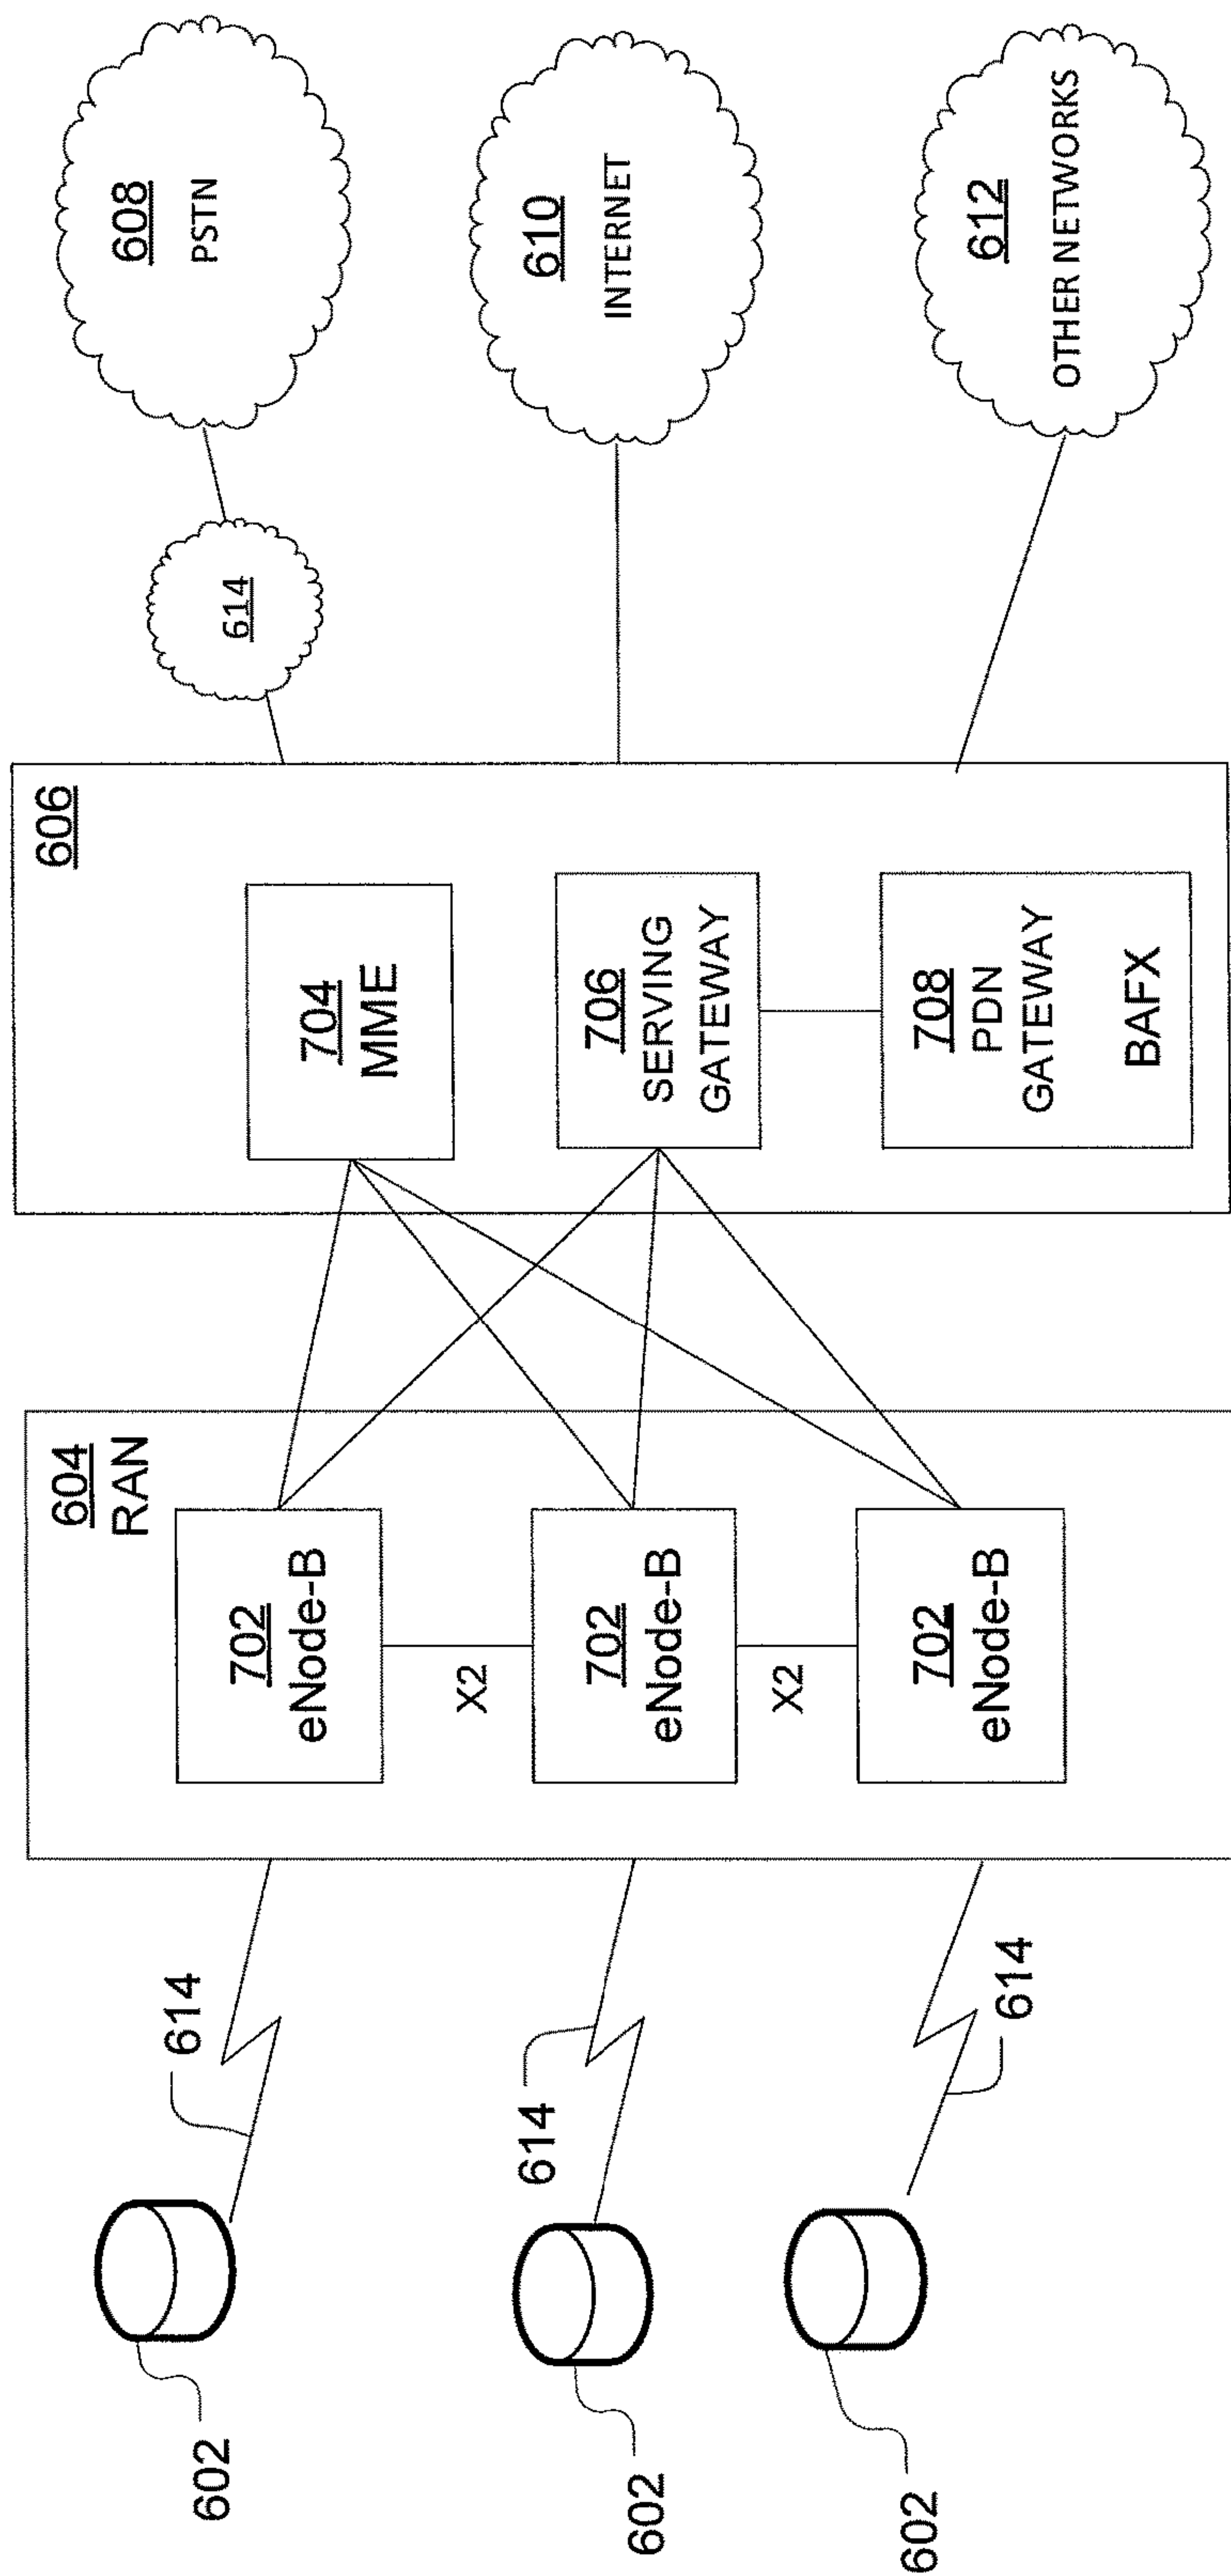 602
602
602
614
614
614
604
RAN
702
eNode-B
X2
702
eNode-B
X2
702
eNode-B
606
704
MME
706
SERVING
GATEWAY
708
PDN
GATEWAY
BAFX
614
608
PSTN
610
INTERNET
612
OTHER NETWORKS